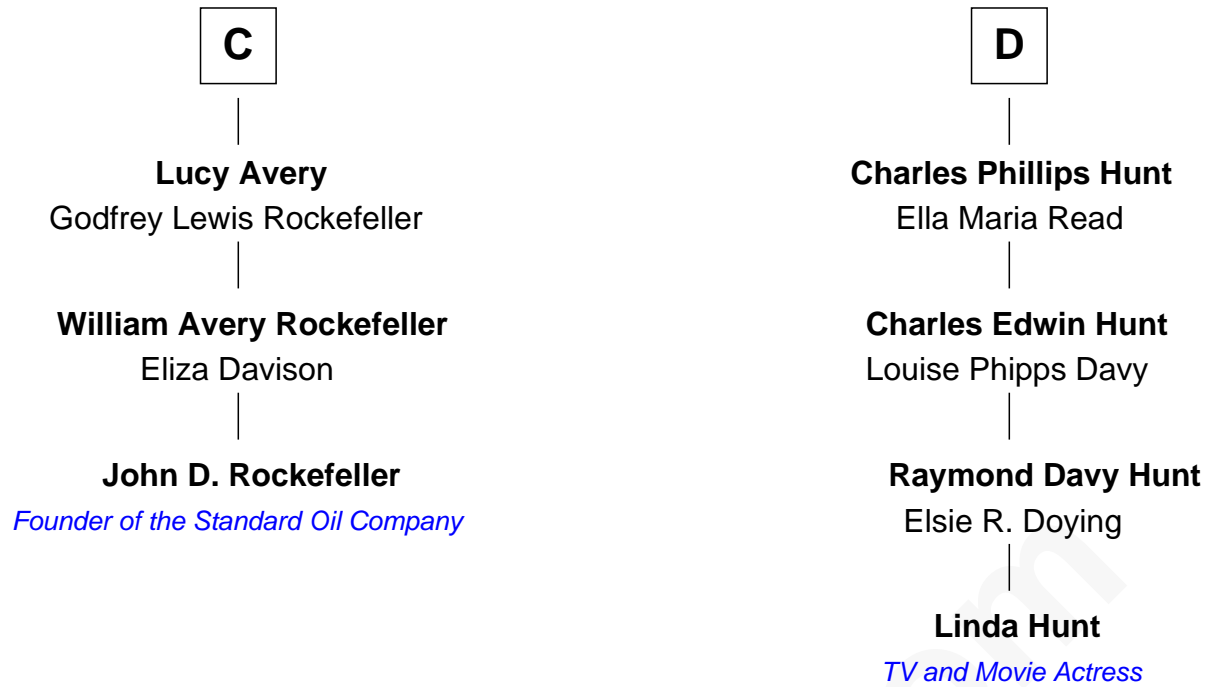 C
Lucy Avery
Godfrey Lewis Rockefeller
William Avery Rockefeller
Eliza Davison
John D. Rockefeller
Founder of the Standard Oil Company
D
Charles Phillips Hunt
Ella Maria Read
Charles Edwin Hunt
Louise Phipps Davy
Raymond Davy Hunt
Elsie R. Doying
Linda Hunt
TV and Movie Actress